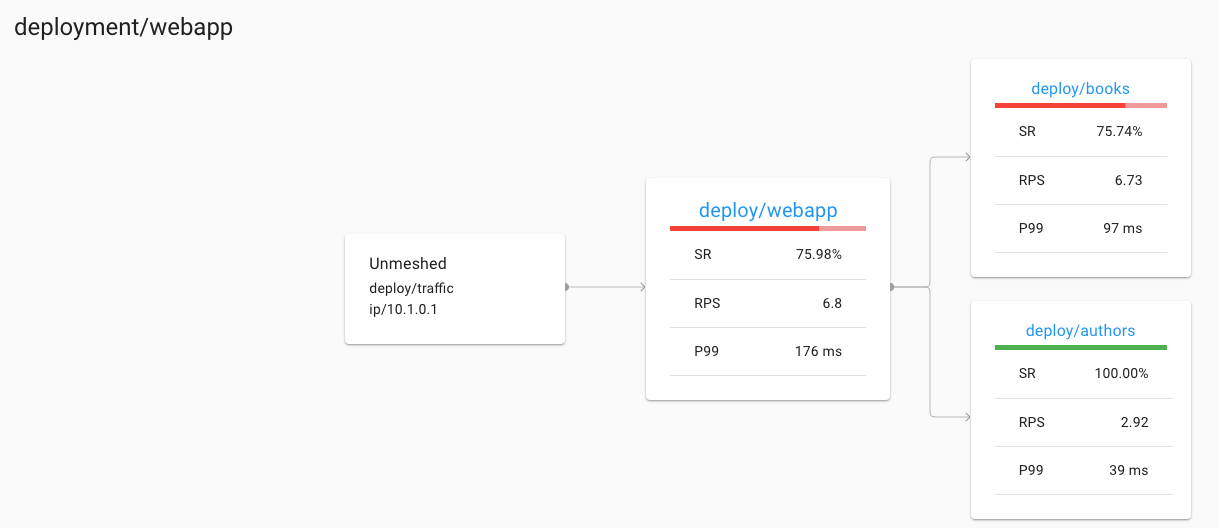 deployment/webapp
Unmeshed
deploy/traffic
ip/10.1.0.1
deploy/webapp
SR 75.98%
RPS 6.8
P99 176 ms
deploy/books
SR 75.74%
RPS 6.73
P99 97 ms
deploy/authors
SR 100.00%
RPS 2.92
P99 39 ms